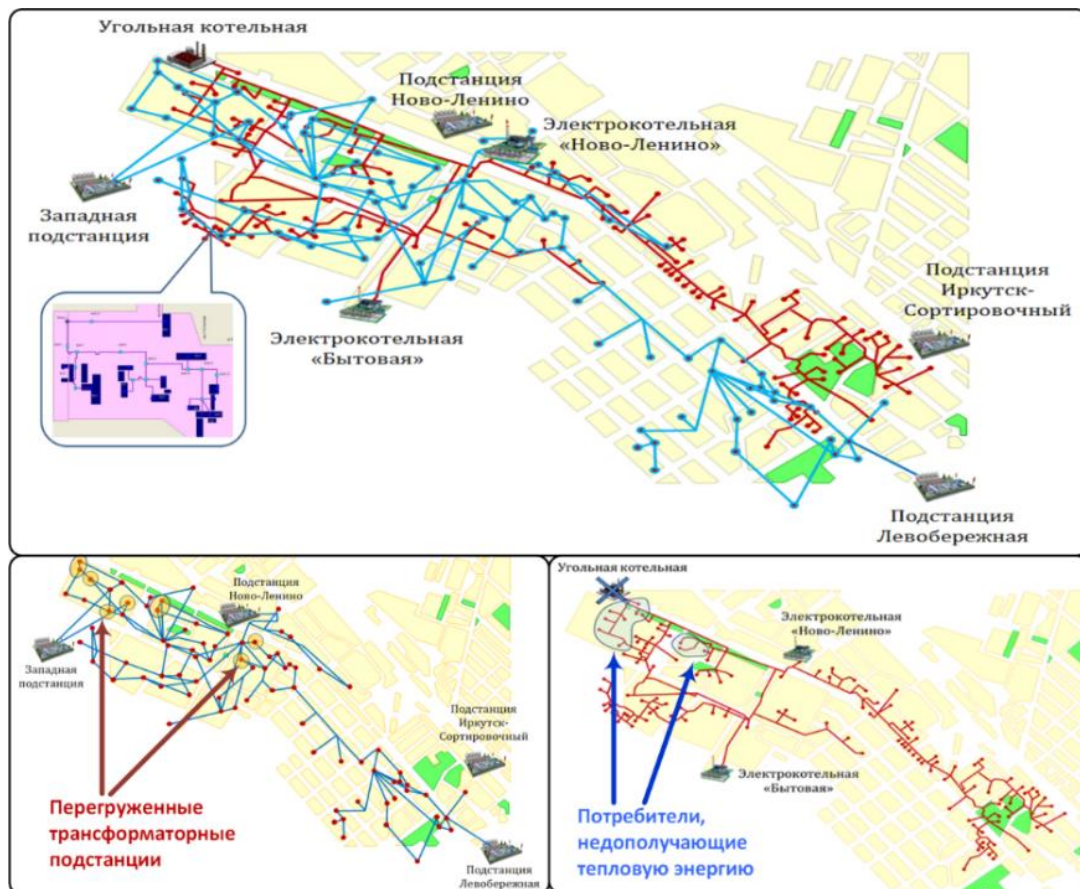 Угольная котельная
Подстанция
Ново-Ленино
Электрокотельная
«Ново-Ленино»
Западная
подстанция
Подстанция
Иркутск-
Сортировочный
Электрокотельная
«Бытовая»
Подстанция
Левобережная
Подстанция
Ново-Ленино
Западная
подстанция
Подстанция
Иркутск-
Сортировочный
Перегруженные
трансформаторные
подстанции
Подстанция
Левобережная
Угольная котельная
Электрокотельная
«Ново-Ленино»
Электрокотельная
«Бытовая»
Потребители,
недополучающие
тепловую энергию